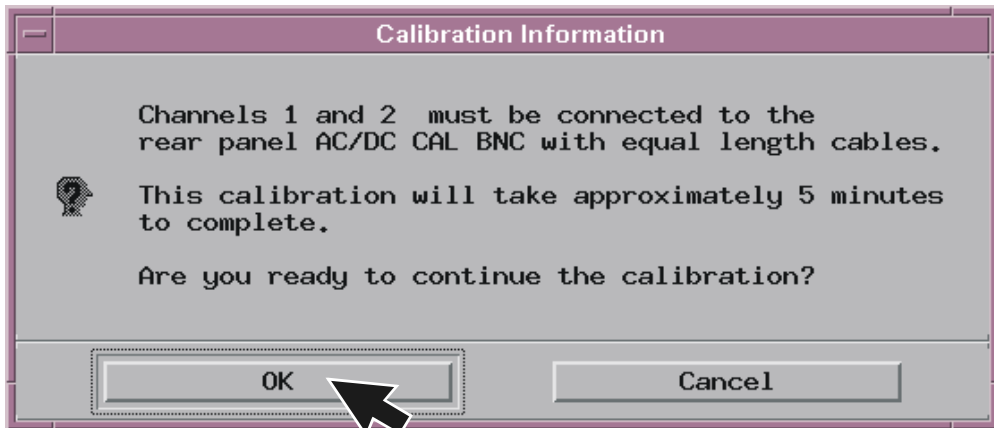 Calibration Information
Channels 1 and 2  must be connected to the
rear panel AC/DC CAL BNC with equal length cables.
This calibration will take approximately 5 minutes
to complete.
Are you ready to continue the calibration?
OK
Cancel